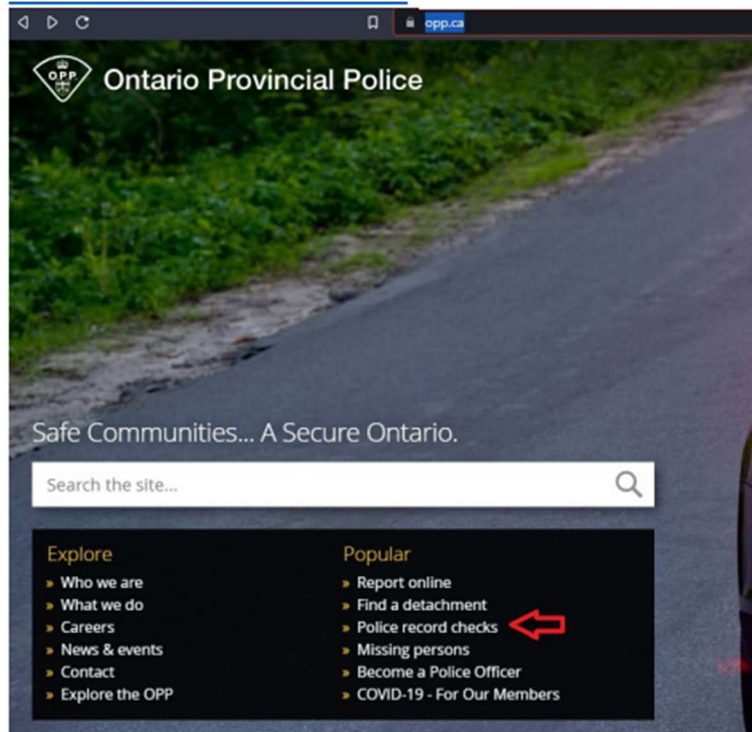 opp.ca
O.P.P.
Ontario Provincial Police
Safe Communities... A Secure Ontario.
Search the site...
Explore
» Who we are
» What we do
» Careers
» News & events
» Contact
» Explore the OPP
Popular
» Report online
» Find a detachment
» Police record checks
» Missing persons
» Become a Police Officer
» COVID-19 - For Our Members